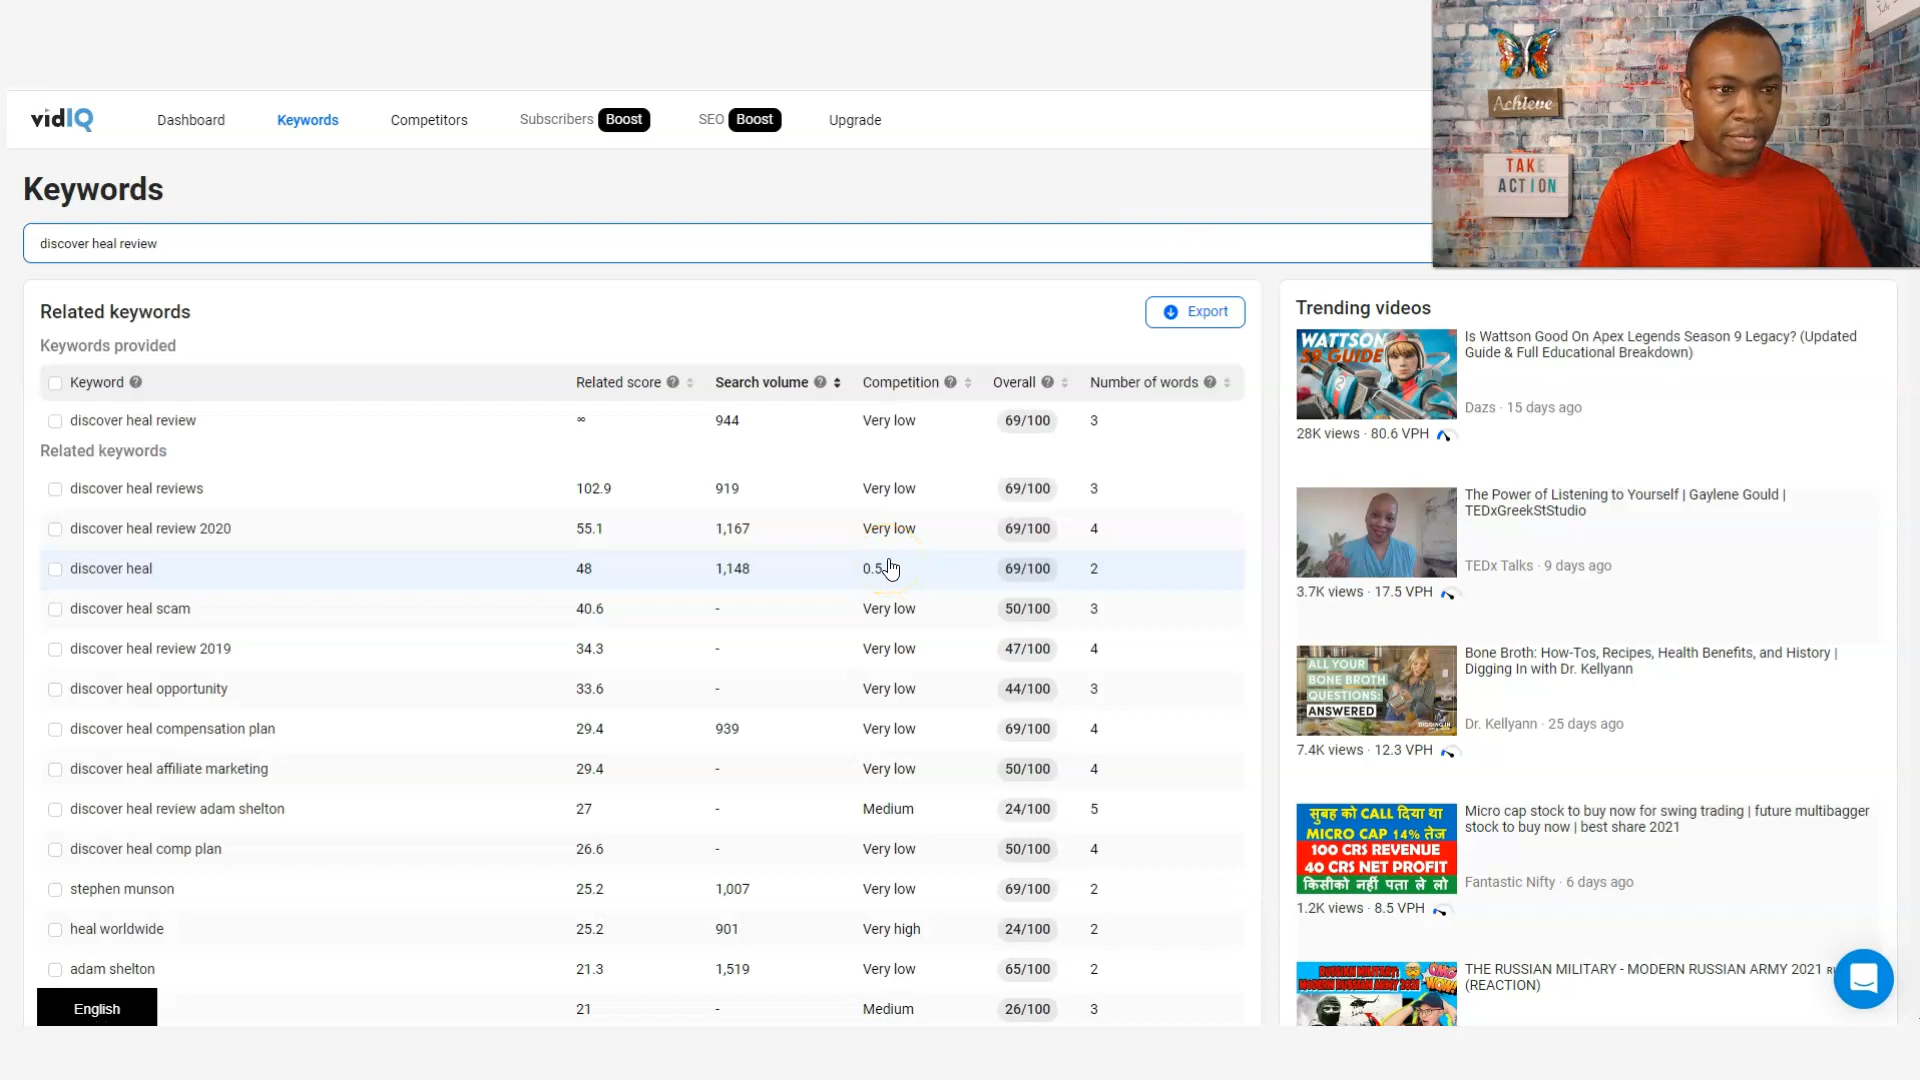 vidIQ
Dashboard
Keywords
Competitors
Subscribers Boost
SEO Boost
Upgrade
Achieve
TAKE
ACTION
Keywords
discover heal review
Related keywords
Export
Keywords provided
Keyword Related score Search volume Competition Overall Number of words
discover heal review ∞ 944 Very low 69/100 3
Related keywords
discover heal reviews 102.9 919 Very low 69/100 3
discover heal review 2020 55.1 1,167 Very low 69/100 4
discover heal 48 1,148 0.5 69/100 2
discover heal scam 40.6 - Very low 50/100 3
discover heal review 2019 34.3 - Very low 47/100 4
discover heal opportunity 33.6 - Very low 44/100 3
discover heal compensation plan 29.4 939 Very low 69/100 4
discover heal affiliate marketing 29.4 - Very low 50/100 4
discover heal review adam shelton 27 - Medium 24/100 5
discover heal comp plan 26.6 - Very low 50/100 4
stephen munson 25.2 1,007 Very low 69/100 2
heal worldwide 25.2 901 Very high 24/100 2
adam shelton 21.3 1,519 Very low 65/100 2
21 - Medium 26/100 3
English
Trending videos
WATTSON
S9 GUIDE
Is Wattson Good On Apex Legends Season 9 Legacy? (Updated
Guide & Full Educational Breakdown)
Dazs · 15 days ago
28K views · 80.6 VPH
The Power of Listening to Yourself | Gaylene Gould |
TEDxGreekStStudio
TEDx Talks · 9 days ago
3.7K views · 17.5 VPH
ALL YOUR
BONE BROTH
QUESTIONS:
ANSWERED
Bone Broth: How-Tos, Recipes, Health Benefits, and History |
Digging In with Dr. Kellyann
Dr. Kellyann · 25 days ago
7.4K views · 12.3 VPH
सुबह को CALL दिया था
MICRO CAP 14% तेज
100 CRS REVENUE
40 CRS NET PROFIT
किसीको नहीं पता ले लो
Micro cap stock to buy now for swing trading | future multibagger
stock to buy now | best share 2021
Fantastic Nifty · 6 days ago
1.2K views · 8.5 VPH
RUSSIAN MILITARY:
MODERN RUSSIAN ARMY 2021
THE RUSSIAN MILITARY - MODERN RUSSIAN ARMY 2021
(REACTION)